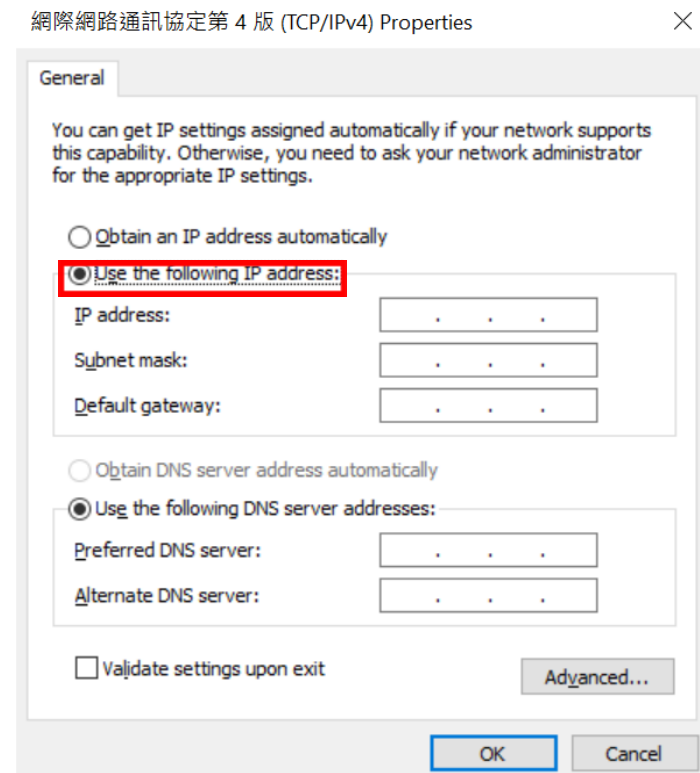 網際網路通訊協定第 4 版 (TCP/IPv4) Properties
General
You can get IP settings assigned automatically if your network supports
this capability. Otherwise, you need to ask your network administrator
for the appropriate IP settings.
Obtain an IP address automatically
Use the following IP address:
IP address:
Subnet mask:
Default gateway:
Obtain DNS server address automatically
Use the following DNS server addresses:
Preferred DNS server:
Alternate DNS server:
Validate settings upon exit
Advanced...
OK
Cancel